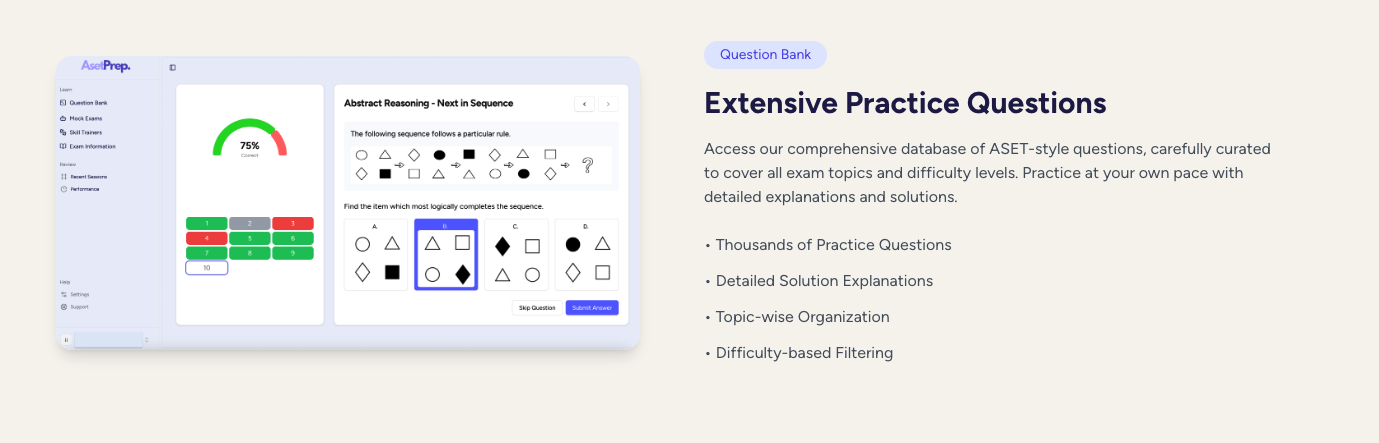 AsetPrep.
Learn
Question Bank
Mock Exams
Skill Trainers
Exam Information
Review
Recent Sessions
Performance
Help
Settings
Support
75%
Correct
1 2 3
4 5 6
7 8 9
10
Abstract Reasoning - Next in Sequence
The following sequence follows a particular rule.
?
Find the item which most logically completes the sequence.
A. B. C. D.
Skip Question Submit Answer
Question Bank
Extensive Practice Questions
Access our comprehensive database of ASET-style questions, carefully curated
to cover all exam topics and difficulty levels. Practice at your own pace with
detailed explanations and solutions.
• Thousands of Practice Questions
• Detailed Solution Explanations
• Topic-wise Organization
• Difficulty-based Filtering